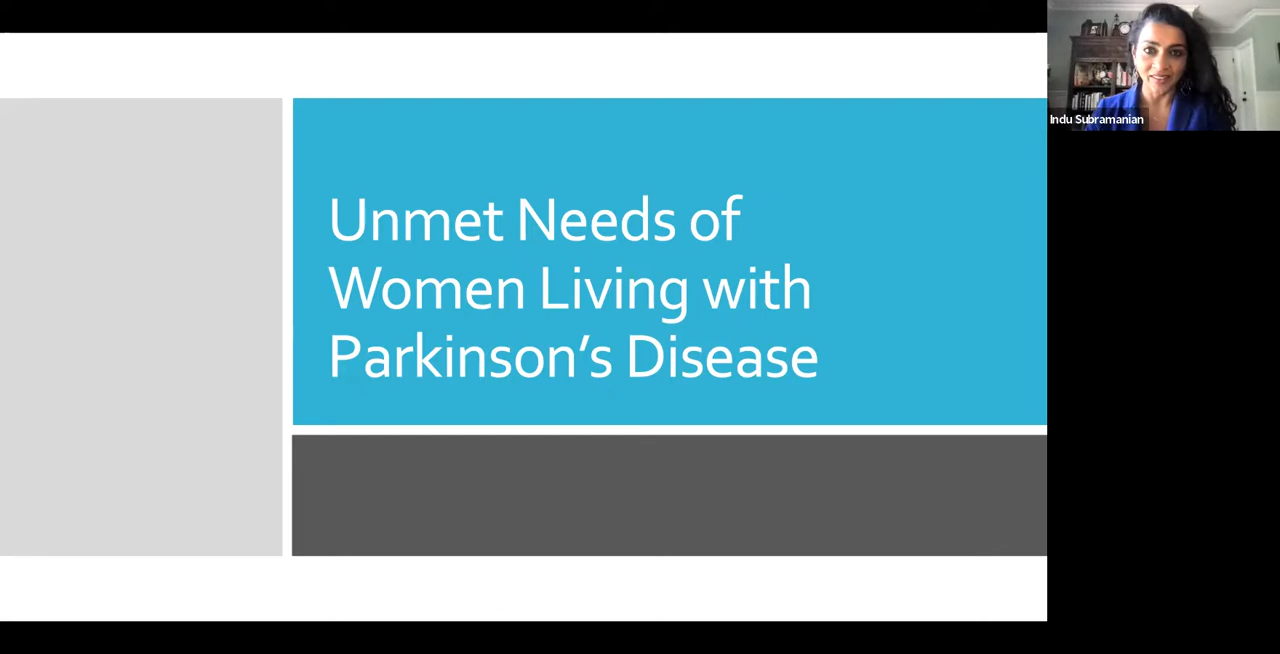 Unmet Needs of
Women Living with
Parkinson’s Disease
Indu Subramanian